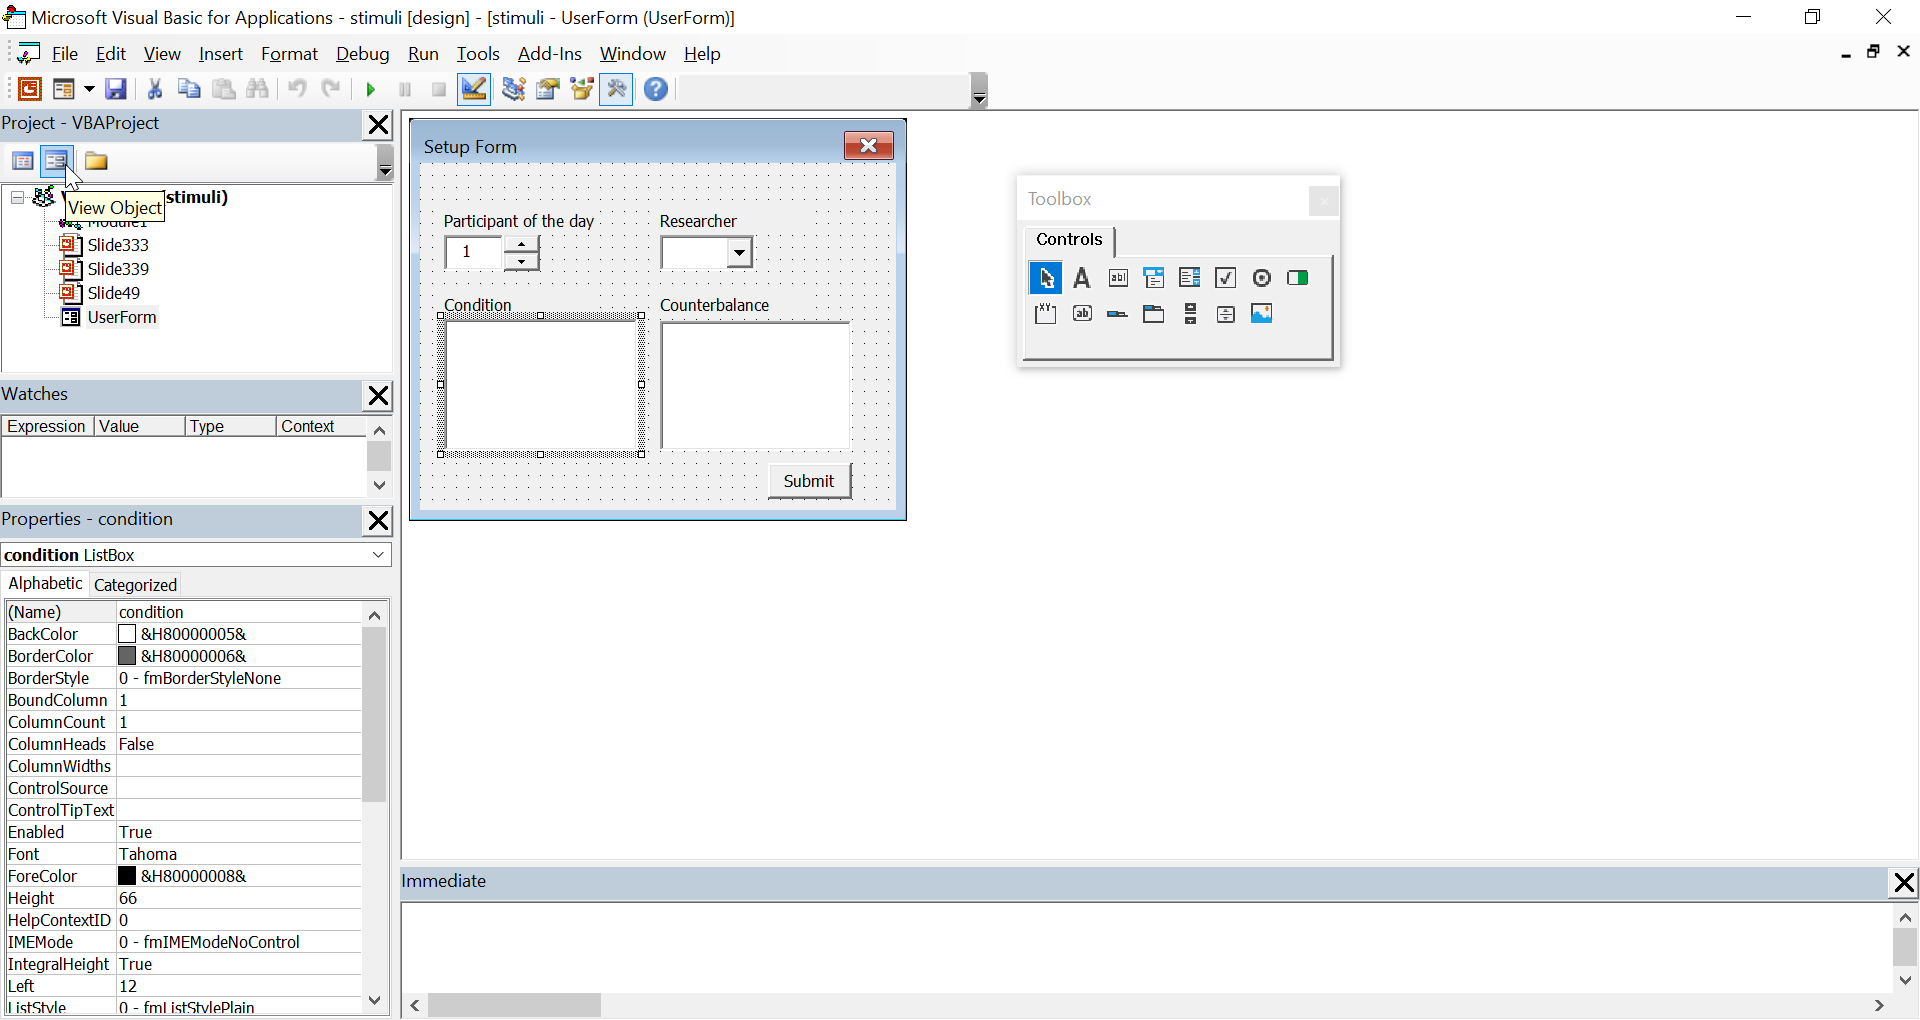 Microsoft Visual Basic for Applications - stimuli [design] - [stimuli - UserForm (UserForm)]
File Edit View Insert Format Debug Run Tools Add-Ins Window Help
Project - VBAProject
stimuli)
View Object
Module1
Slide333
Slide339
Slide49
UserForm
Watches
Expression Value Type Context
Properties - condition
condition ListBox
Alphabetic Categorized
(Name) condition
BackColor &H80000005&
BorderColor &H80000006&
BorderStyle 0 - fmBorderStyleNone
BoundColumn 1
ColumnCount 1
ColumnHeads False
ColumnWidths
ControlSource
ControlTipText
Enabled True
Font Tahoma
ForeColor &H80000008&
Height 66
HelpContextID 0
IMEMode 0 - fmIMEModeNoControl
IntegralHeight True
Left 12
ListStyle 0 - fmListStylePlain
Setup Form
Participant of the day Researcher
1
Condition Counterbalance
Submit
Toolbox
Controls
A abl
XY ab
Immediate